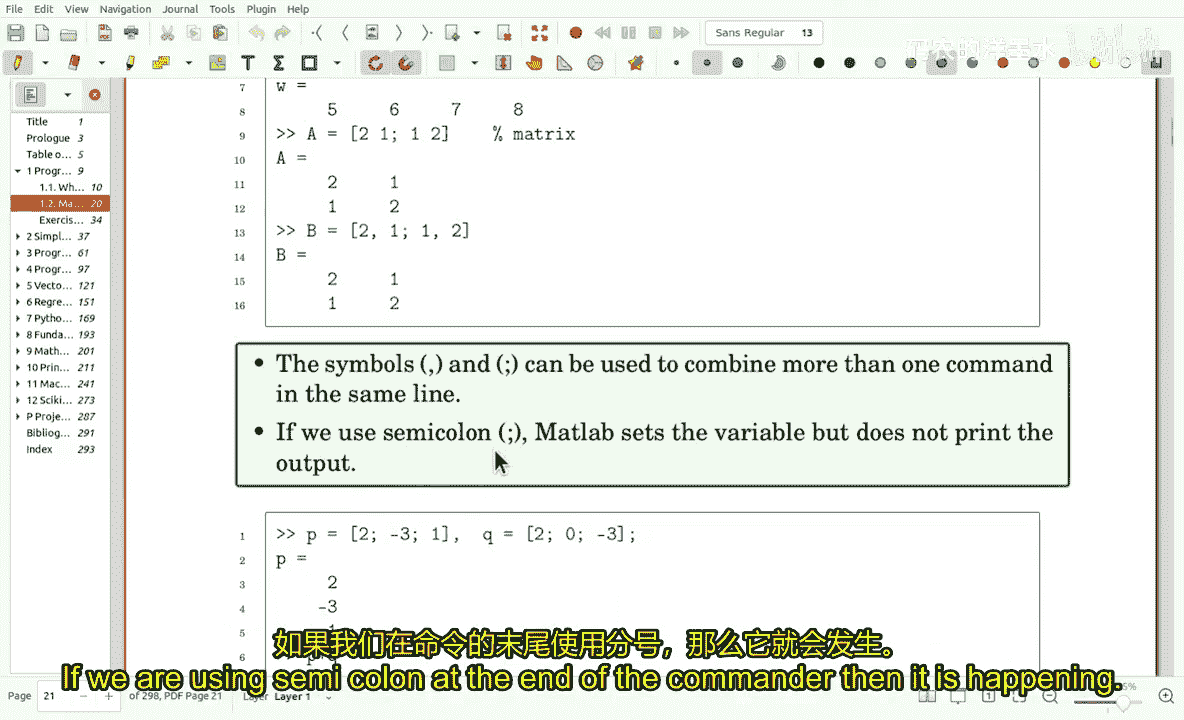 File Edit View Navigation Journal Tools Plugin Help
Sans Regular 13
Title 1
Prologue 3
Table o... 5
1 Progr... 9
1.1. Wh... 10
1.2. Ma... 20
Exercis... 34
2 Simpl... 37
3 Progr... 61
4 Progr... 97
5 Vecto... 121
6 Regre... 151
7 Pytho... 169
8 Funda... 193
9 Math... 201
10 Prin... 211
11 Mac... 241
12 Sciki... 273
P Proje... 287
Bibliog... 291
Index 293
7 w =
8 5 6 7 8
9 >> A = [2 1; 1 2] % matrix
10 A =
11 2 1
12 1 2
13 >> B = [2, 1; 1, 2]
14 B =
15 2 1
16 1 2
• The symbols (,) and (;) can be used to combine more than one command
in the same line.
• If we use semicolon (;), Matlab sets the variable but does not print the
output.
1 >> p = [2; -3; 1], q = [2; 0; -3];
2 p =
3 2
4 -3
5
6
如果我们在命令的末尾使用分号，那么它就会发生。
If we are using semi colon at the end of the commander then it is happening.
Page 21 of 298, PDF Page 21 Layer Layer 1